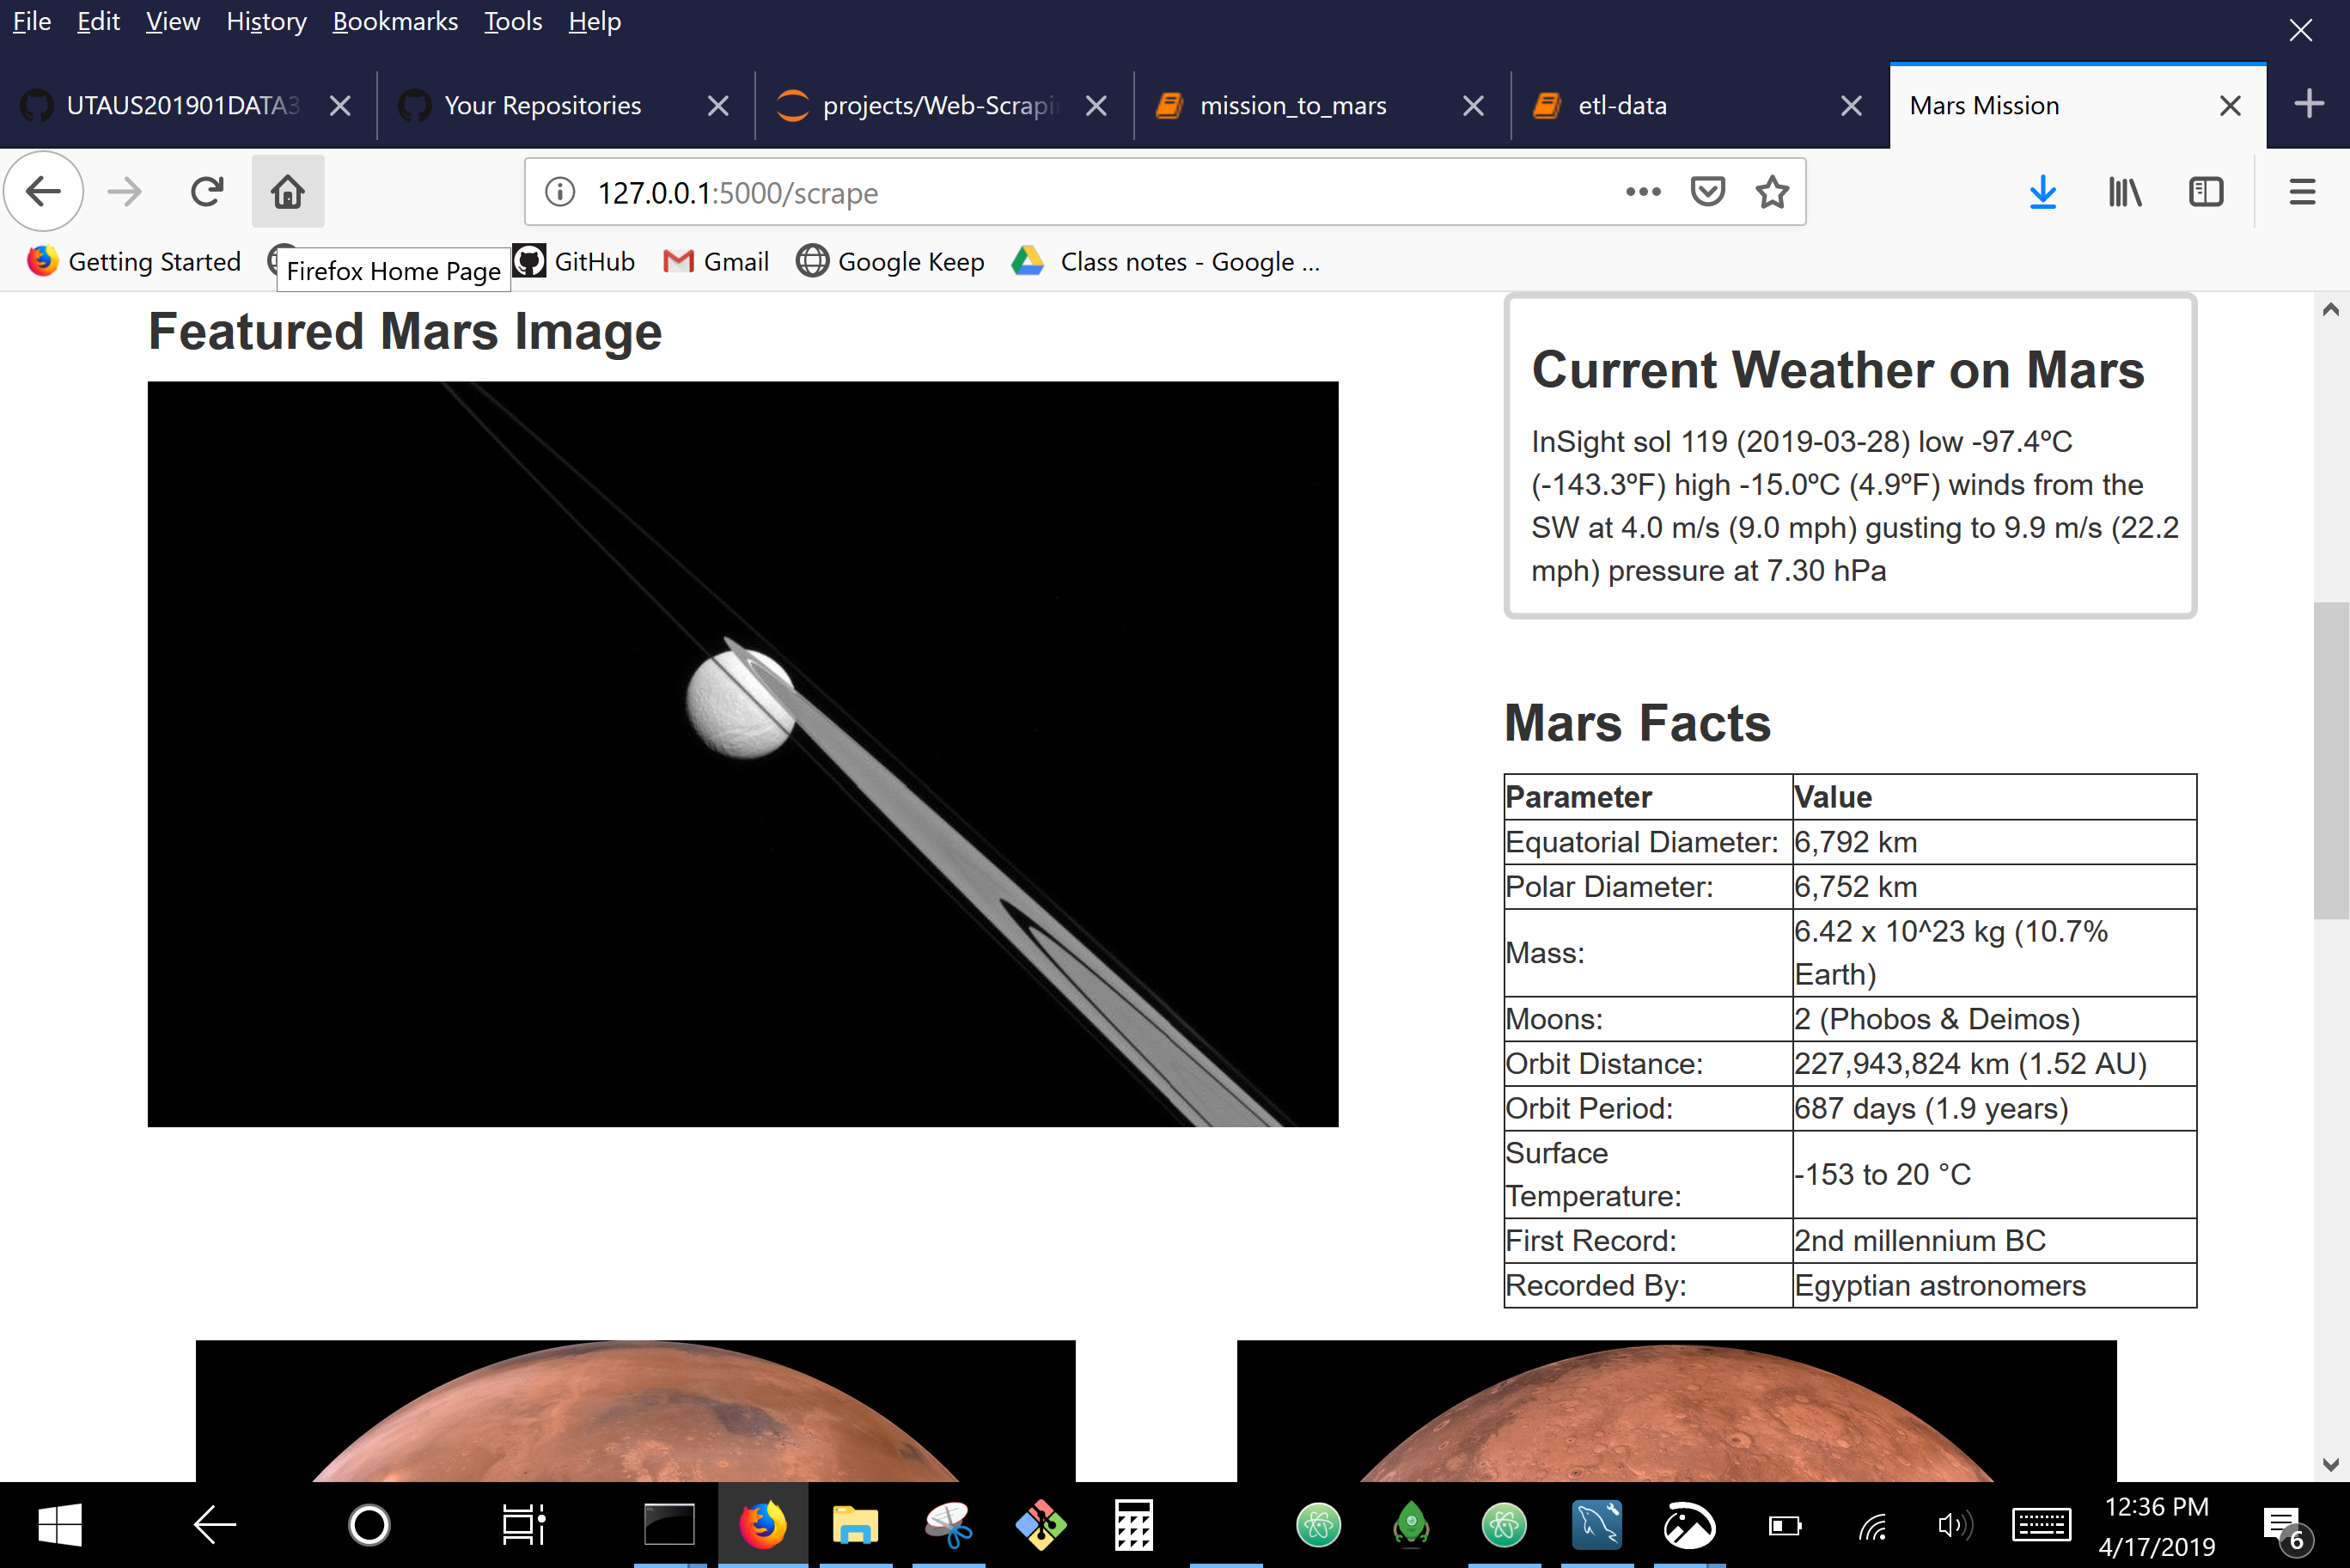 File Edit View History Bookmarks Tools Help
UTAUS201901DATA3
Your Repositories
projects/Web-Scrapi
mission_to_mars
etl-data
Mars Mission
127.0.0.1:5000/scrape
Getting Started
Firefox Home Page
GitHub
Gmail
Google Keep
Class notes - Google ...
Featured Mars Image
Current Weather on Mars
InSight sol 119 (2019-03-28) low -97.4ºC
(-143.3ºF) high -15.0ºC (4.9ºF) winds from the
SW at 4.0 m/s (9.0 mph) gusting to 9.9 m/s (22.2
mph) pressure at 7.30 hPa
Mars Facts
Parameter Value
Equatorial Diameter: 6,792 km
Polar Diameter: 6,752 km
Mass: 6.42 x 10^23 kg (10.7%
Earth)
Moons: 2 (Phobos & Deimos)
Orbit Distance: 227,943,824 km (1.52 AU)
Orbit Period: 687 days (1.9 years)
Surface
Temperature: -153 to 20 °C
First Record: 2nd millennium BC
Recorded By: Egyptian astronomers
12:36 PM
4/17/2019
6